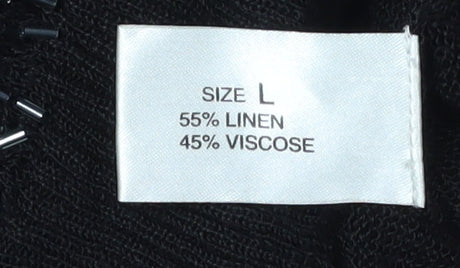 SIZE L
55% LINEN
45% VISCOSE